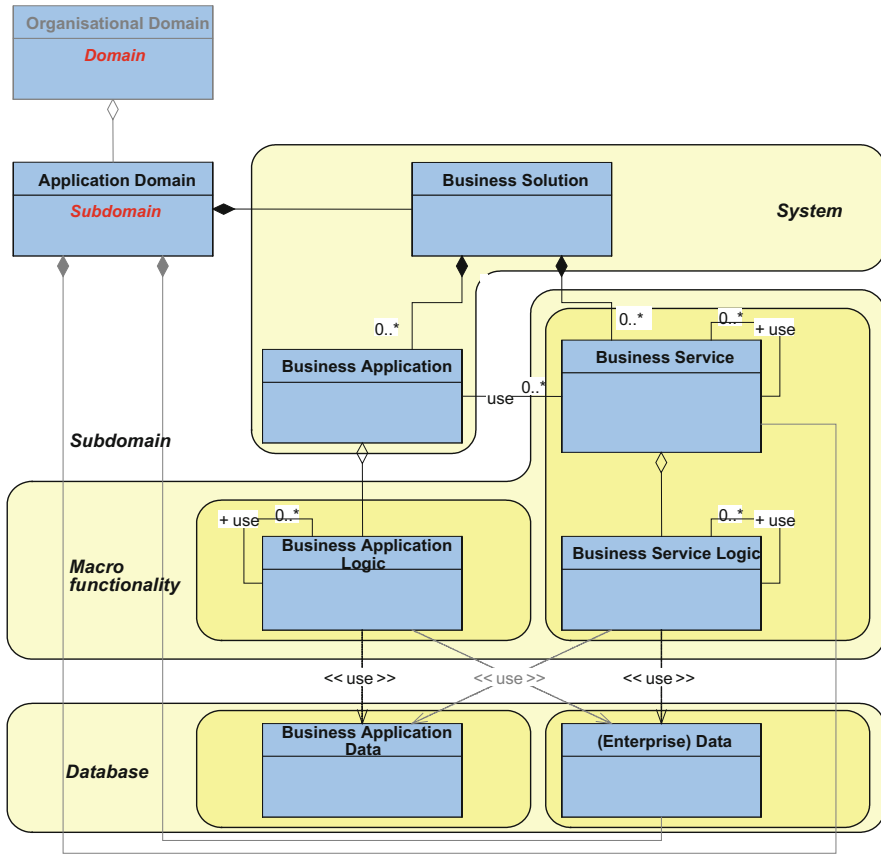 Organisational Domain
Domain
Application Domain
Subdomain
Business Solution
System
0..*
0..*
0..*
+ use
Business Application
Business Service
use
0..*
Subdomain
+ use
0..*
0..*
+ use
Business Application
Logic
Business Service Logic
Macro
functionality
<< use >>
<< use >>
<< use >>
Business Application
Data
(Enterprise) Data
Database